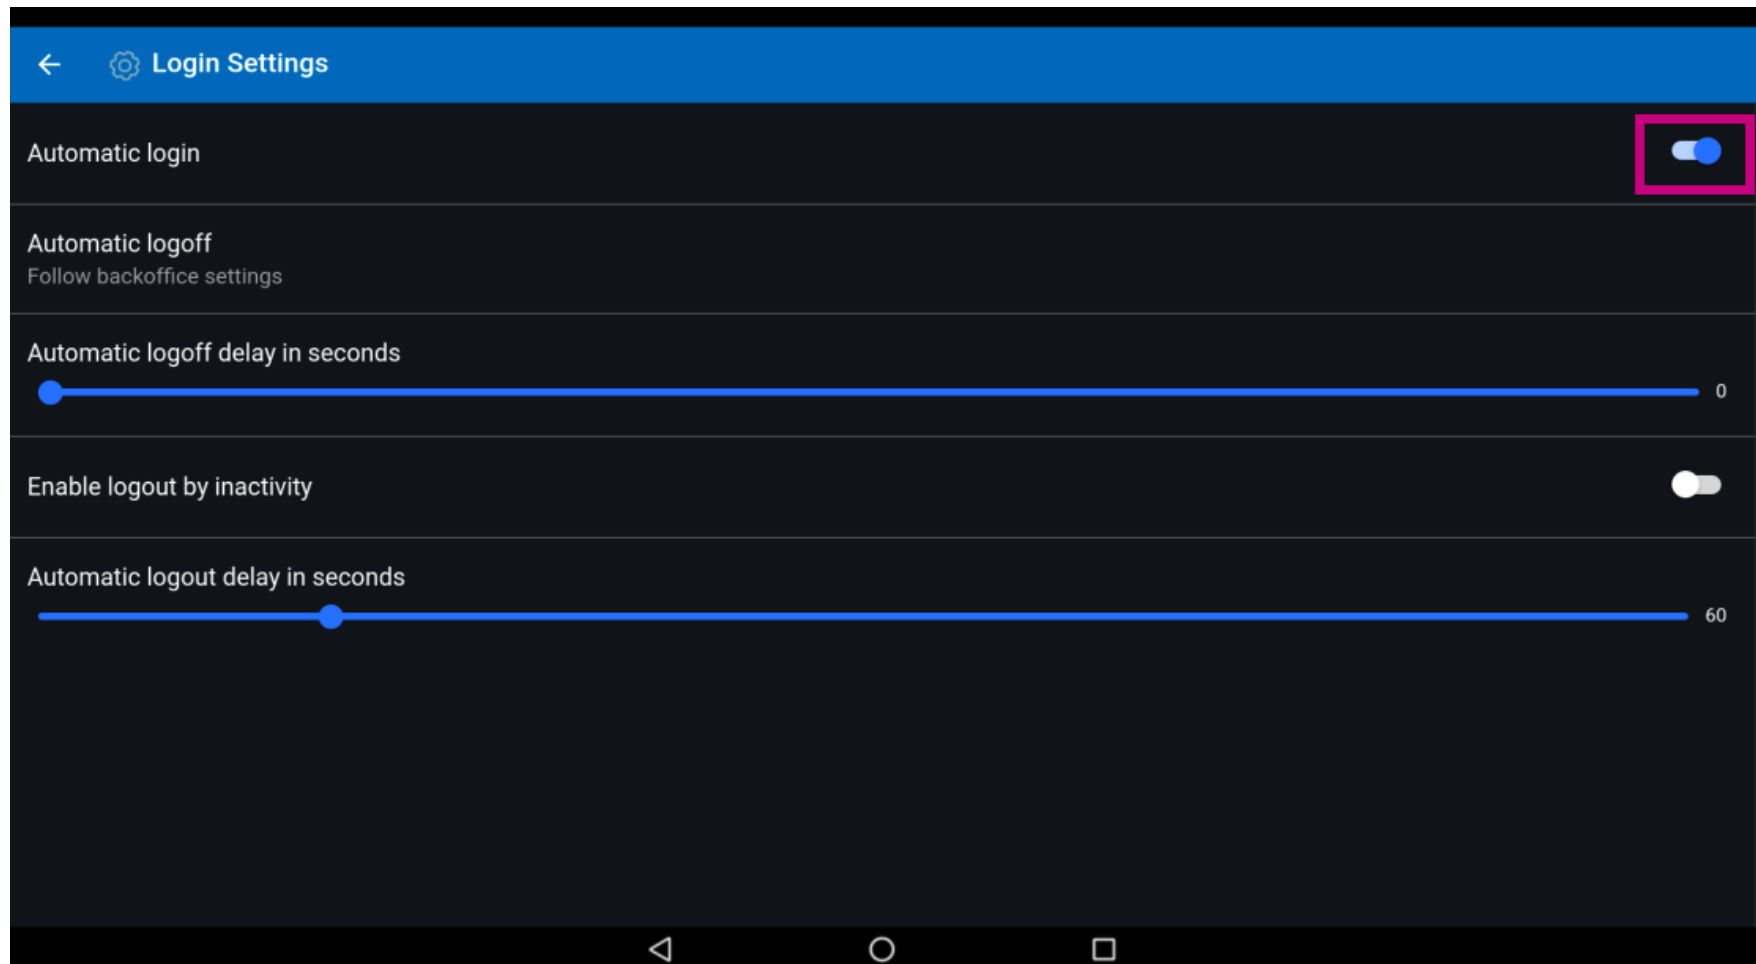 Login Settings
Automatic login
Automatic logoff
Follow backoffice settings
Automatic logoff delay in seconds
0
Enable logout by inactivity
Automatic logout delay in seconds
60